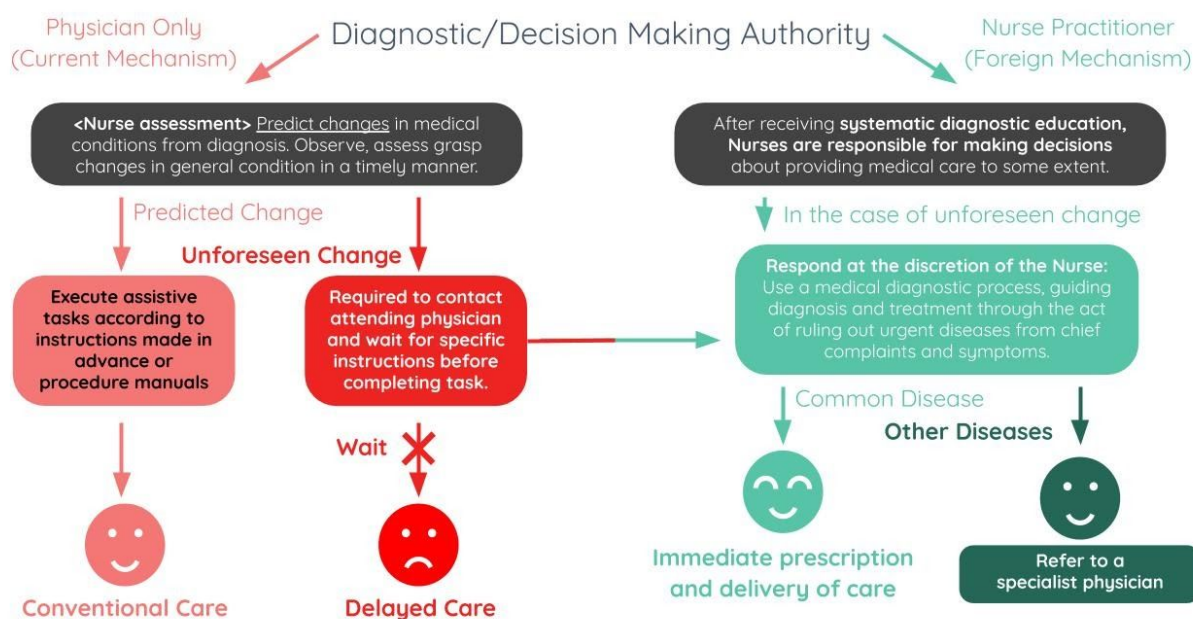 Diagnostic/Decision Making Authority
Physician Only
(Current Mechanism)
<Nurse assessment> Predict changes in medical
conditions from diagnosis. Observe, assess grasp
changes in general condition in a timely manner.
Predicted Change
Unforeseen Change
Execute assistive
tasks according to
instructions made in
advance or
procedure manuals
Required to contact
attending physician
and wait for specific
instructions before
completing task.
Wait
Conventional Care
Delayed Care
Nurse Practitioner
(Foreign Mechanism)
After receiving systematic diagnostic education,
Nurses are responsible for making decisions
about providing medical care to some extent.
In the case of unforeseen change
Respond at the discretion of the Nurse:
Use a medical diagnostic process, guiding
diagnosis and treatment through the act
of ruling out urgent diseases from chief
complaints and symptoms.
Common Disease
Other Diseases
Immediate prescription
and delivery of care
Refer to a
specialist physician